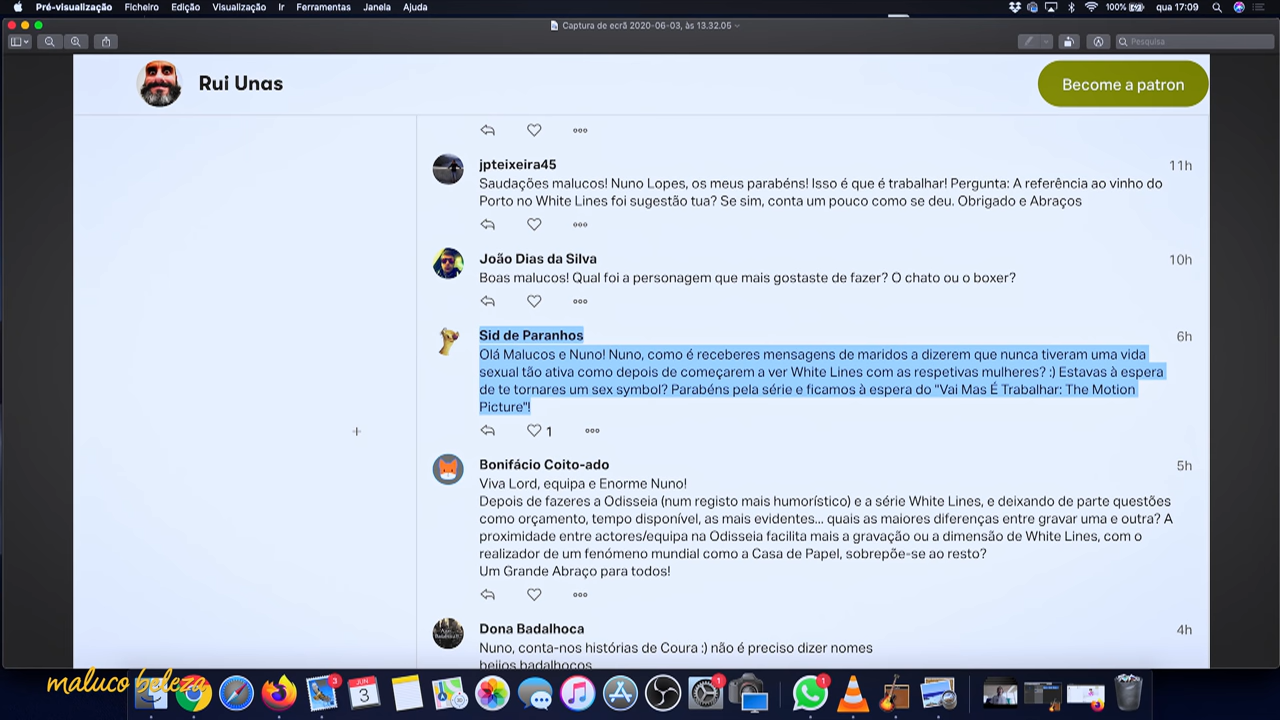 Pré-visualização Ficheiro Edição Visualização Ir Ferramentas Janela Ajuda 100% qua 17:09
Captura de ecrã 2020-06-03, às 13.32.05
Pesquisa
Rui Unas
Become a patron
jpteixeira45 11h
Saudações malucos! Nuno Lopes, os meus parabéns! Isso é que é trabalhar! Pergunta: A referência ao vinho do
Porto no White Lines foi sugestão tua? Se sim, conta um pouco como se deu. Obrigado e Abraços
João Dias da Silva 10h
Boas malucos! Qual foi a personagem que mais gostaste de fazer? O chato ou o boxer?
Sid de Paranhos 6h
Olá Malucos e Nuno! Nuno, como é receberes mensagens de maridos a dizerem que nunca tiveram uma vida
sexual tão ativa como depois de começarem a ver White Lines com as respetivas mulheres? :) Estavas à espera
de te tornares um sex symbol? Parabéns pela série e ficamos à espera do "Vai Mas É Trabalhar: The Motion
Picture"!
1
Bonifácio Coito-ado 5h
Viva Lord, equipa e Enorme Nuno!
Depois de fazeres a Odisseia (num registo mais humorístico) e a série White Lines, e deixando de parte questões
como orçamento, tempo disponível, as mais evidentes... quais as maiores diferenças entre gravar uma e outra? A
proximidade entre actores/equipa na Odisseia facilita mais a gravação ou a dimensão de White Lines, com o
realizador de um fenómeno mundial como a Casa de Papel, sobrepõe-se ao resto?
Um Grande Abraço para todos!
Dona Badalhoca 4h
Nuno, conta-nos histórias de Coura :) não é preciso dizer nomes
beijos badalhocos
maluco beleza
3
JUN
3
1
1